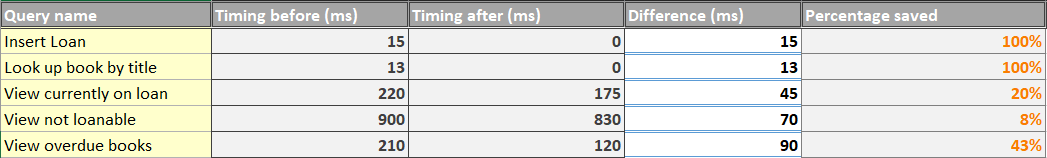 Query name Timing before (ms) Timing after (ms) Difference (ms) Percentage saved
Insert Loan 15 0 15 100%
Look up book by title 13 0 13 100%
View currently on loan 220 175 45 20%
View not loanable 900 830 70 8%
View overdue books 210 120 90 43%